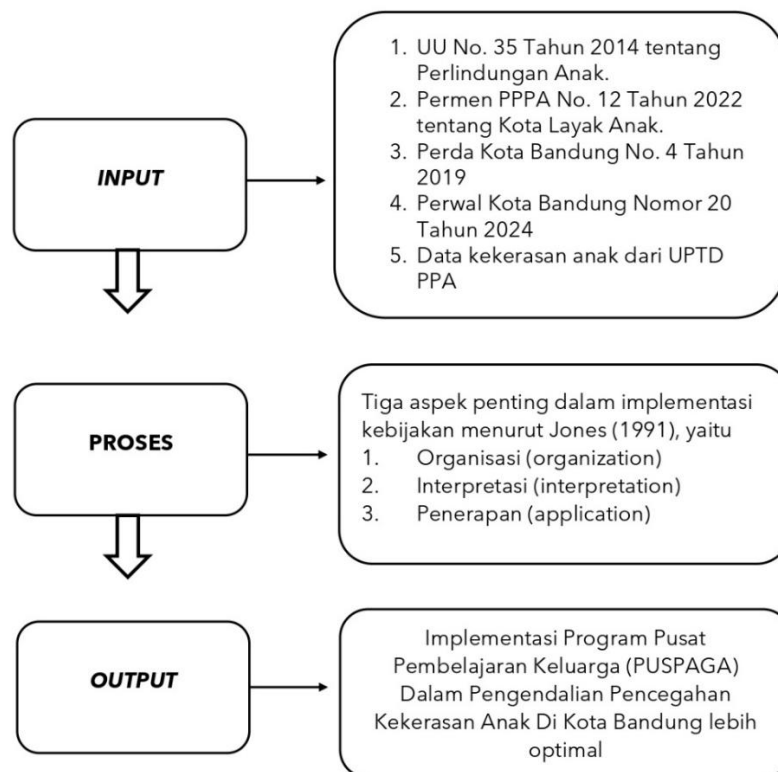 INPUT
1. UU No. 35 Tahun 2014 tentang
Perlindungan Anak.
2. Permen PPPA No. 12 Tahun 2022
tentang Kota Layak Anak.
3. Perda Kota Bandung No. 4 Tahun
2019
4. Perwal Kota Bandung Nomor 20
Tahun 2024
5. Data kekerasan anak dari UPTD
PPA
PROSES
Tiga aspek penting dalam implementasi
kebijakan menurut Jones (1991), yaitu
1. Organisasi (organization)
2. Interpretasi (interpretation)
3. Penerapan (application)
OUTPUT
Implementasi Program Pusat
Pembelajaran Keluarga (PUSPAGA)
Dalam Pengendalian Pencegahan
Kekerasan Anak Di Kota Bandung lebih
optimal